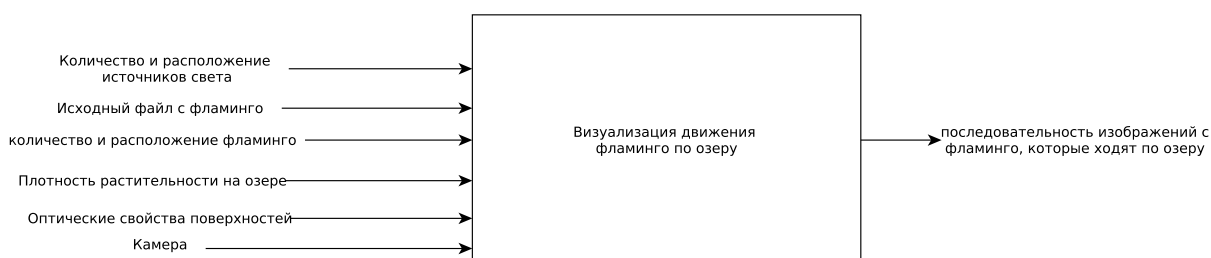 Количество и расположение
источников света
Исходный файл с фламинго
количество и расположение фламинго
Плотность растительности на озере
Оптические свойства поверхностей
Камера
Визуализация движения
фламинго по озеру
последовательность изображений с
фламинго, которые ходят по озеру